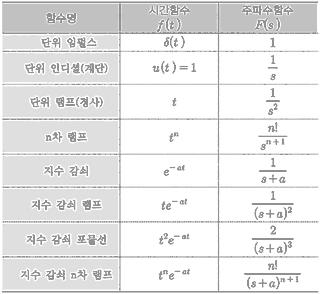 함수명 시간함수 f(t) 주파수함수 F(s)
단위 임펄스 δ(t) 1
단위 인디셜(계단) u(t) = 1 1/s
단위 램프(경사) t 1/s²
n차 램프 tⁿ n!/sⁿ⁺¹
지수 감쇠 e⁻ᵃᵗ 1/(s+a)
지수 감쇠 램프 te⁻ᵃᵗ 1/(s+a)²
지수 감쇠 포물선 t²e⁻ᵃᵗ 2/(s+a)³
지수 감쇠 n차 램프 tⁿe⁻ᵃᵗ n!/(s+a)ⁿ⁺¹